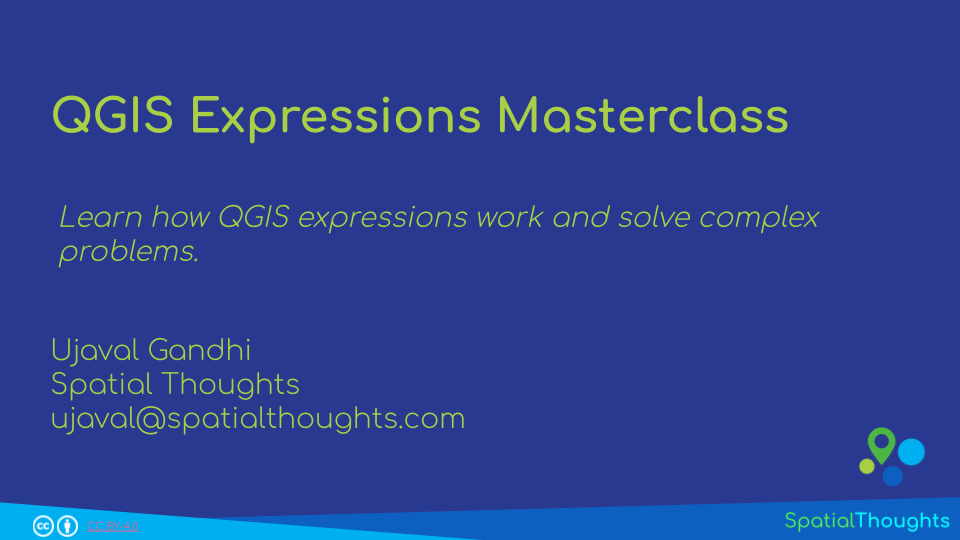 QGIS Expressions Masterclass
Learn how QGIS expressions work and solve complex
problems.
Ujaval Gandhi
Spatial Thoughts
ujaval@spatialthoughts.com
cc
CC BY-4.0
SpatialThoughts